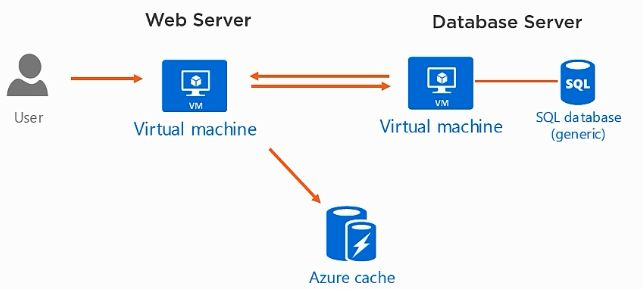 Web Server
Database Server
User
VM
Virtual machine
VM
Virtual machine
SQL
SQL database
(generic)
Azure cache